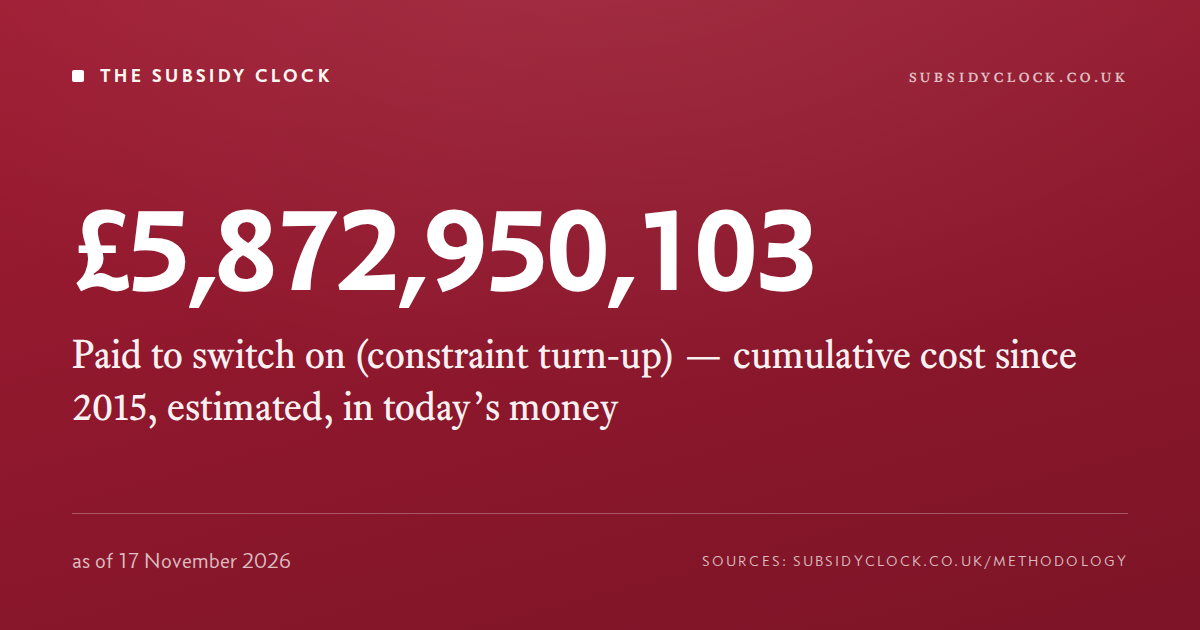 THE SUBSIDY CLOCK
SUBSIDYCLOCK.CO.UK
£5,872,950,103
Paid to switch on (constraint turn-up) — cumulative cost since
2015, estimated, in today’s money
as of 17 November 2026
SOURCES: SUBSIDYCLOCK.CO.UK/METHODOLOGY